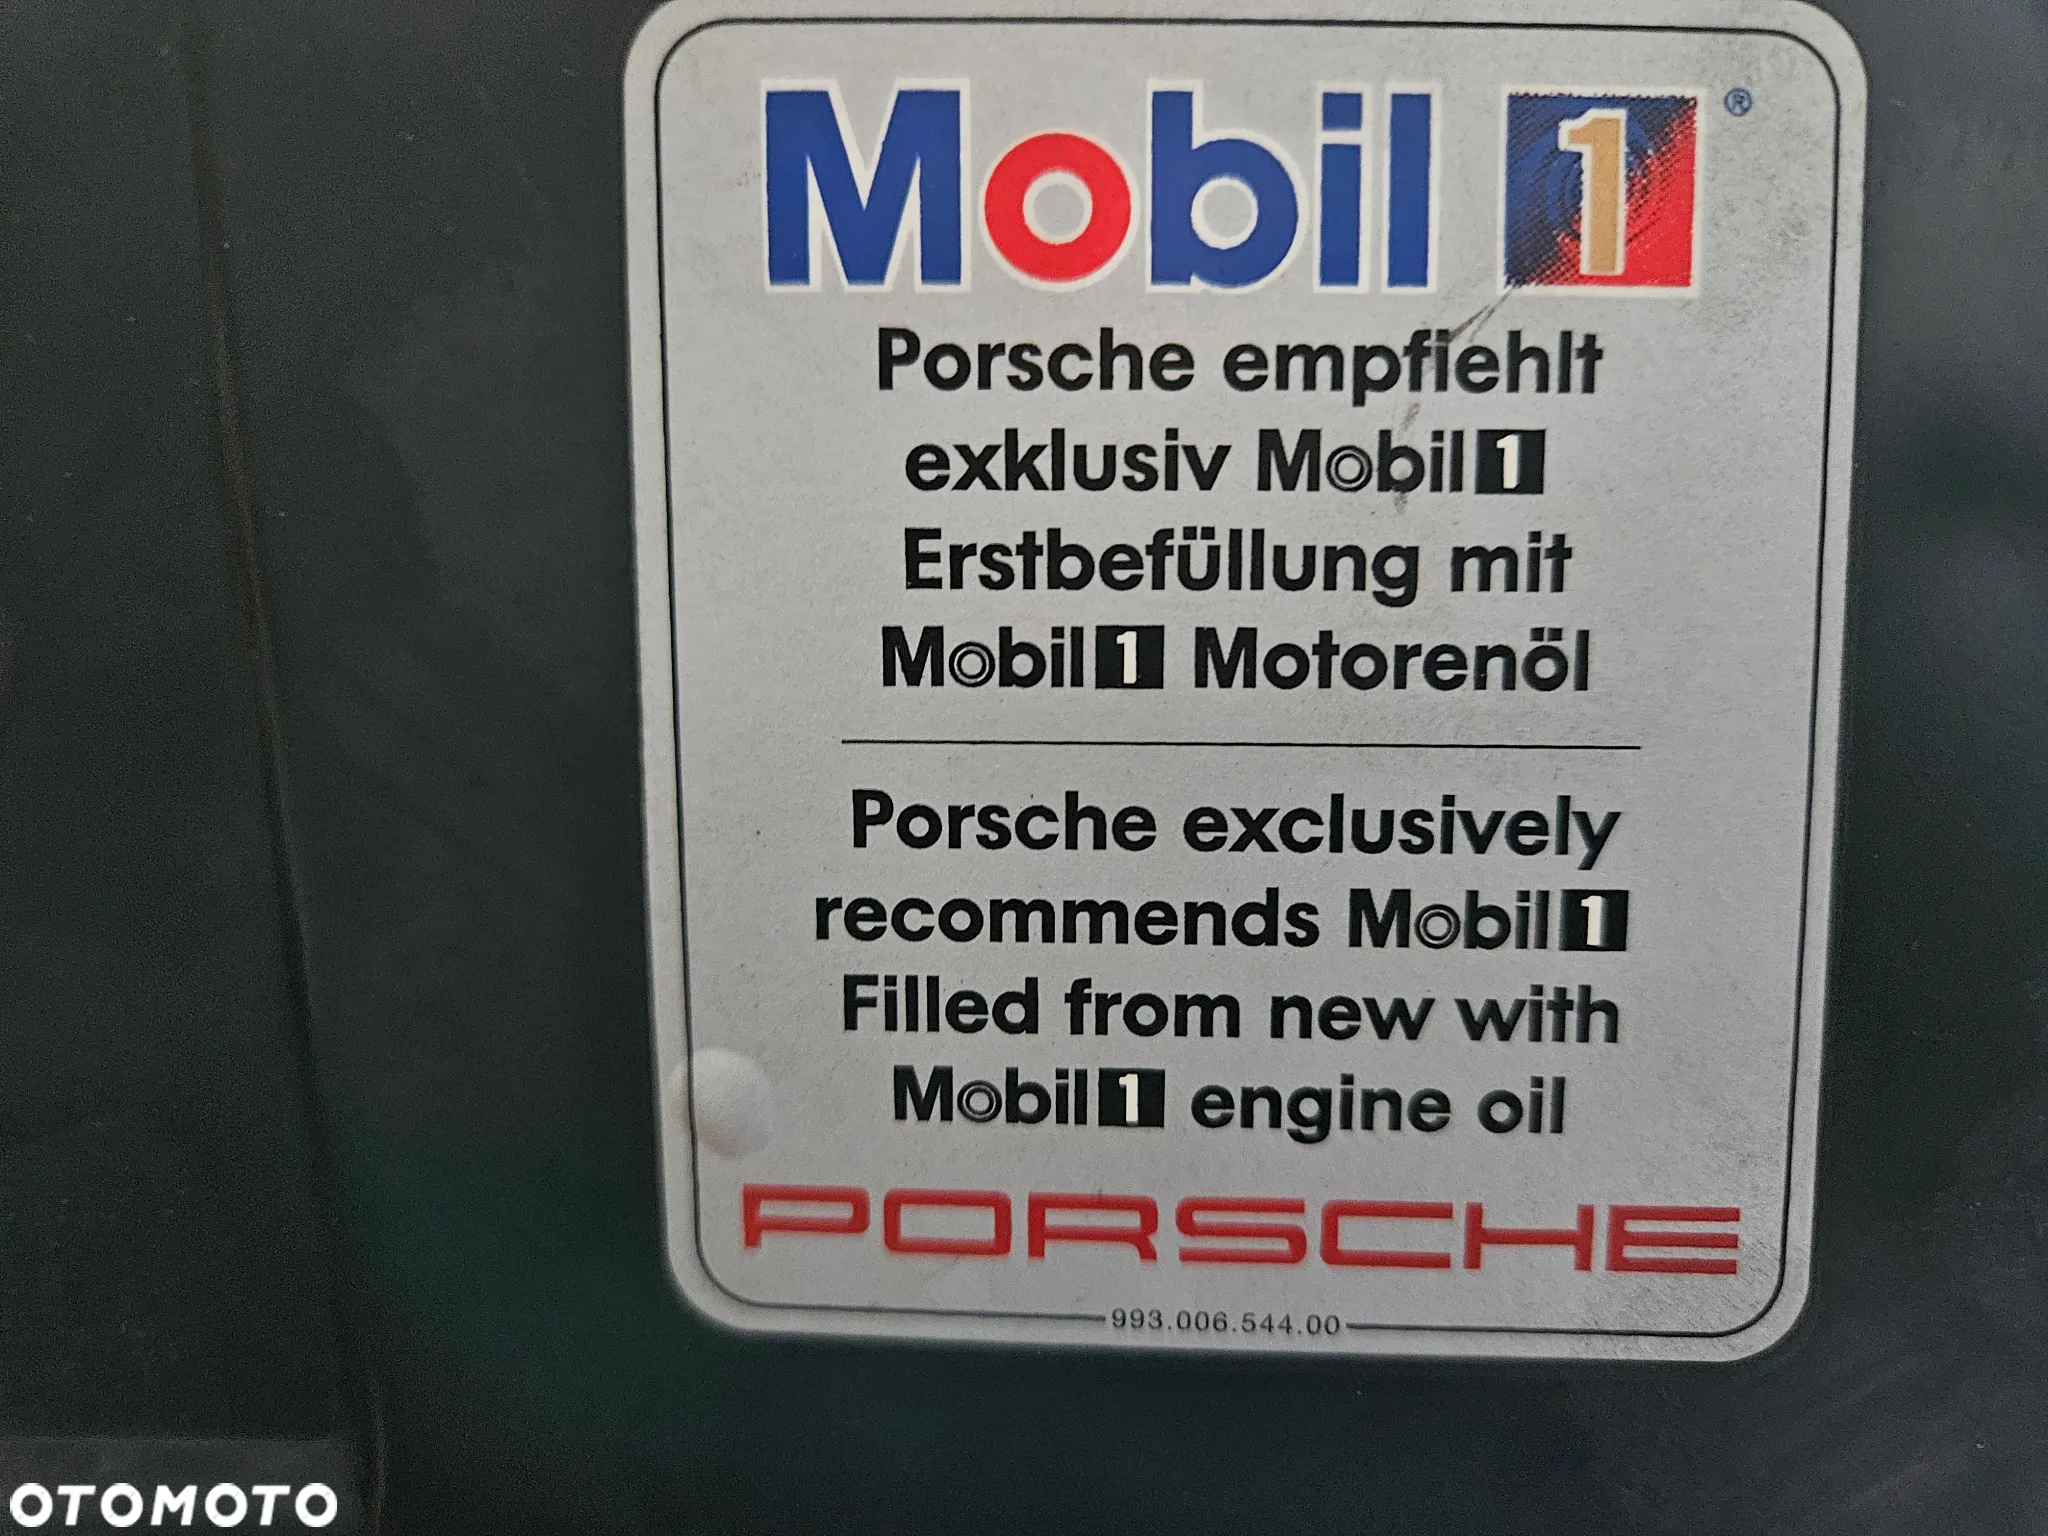 Mobil 1 ®
Porsche empfiehlt
exklusiv Mobil 1
Erstbefüllung mit
Mobil 1 Motorenöl
Porsche exclusively
recommends Mobil 1
Filled from new with
Mobil 1 engine oil
PORSCHE
993.006.544.00
OTOMOTO